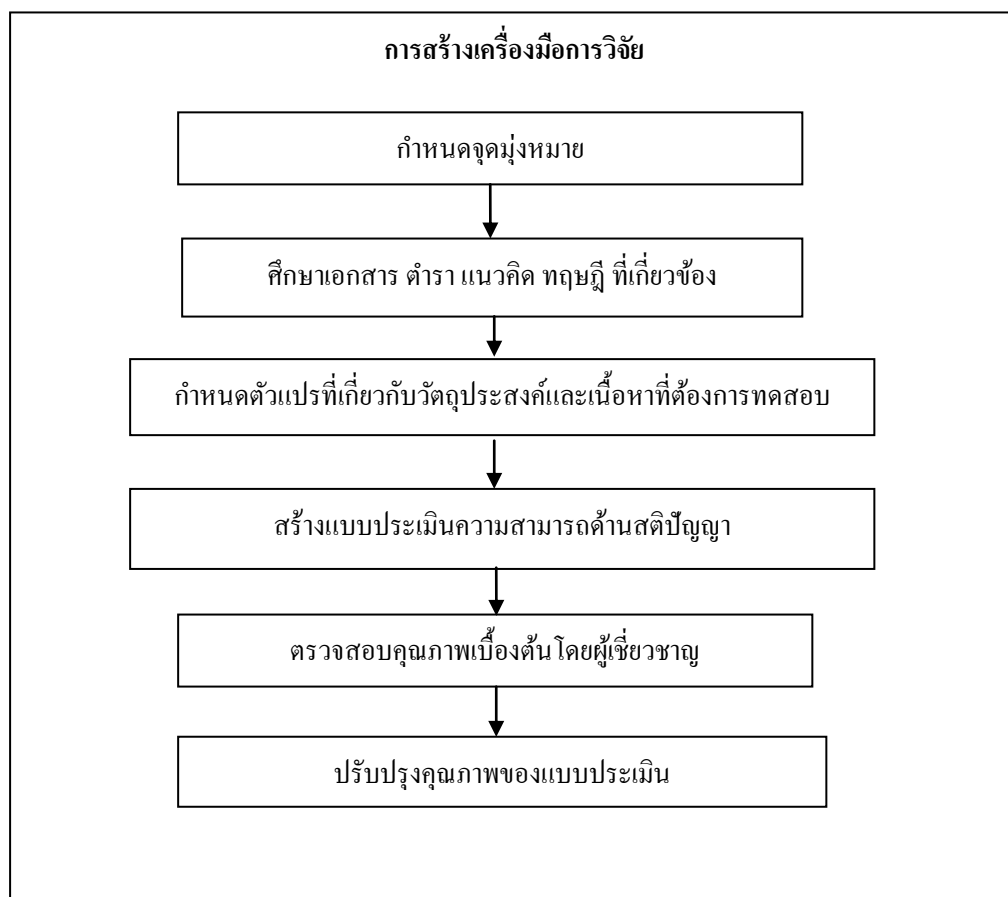 การสร้างเครื่องมือการวิจัย
กำหนดจุดมุ่งหมาย
ศึกษาเอกสาร ตำรา แนวคิด ทฤษฎี ที่เกี่ยวข้อง
กำหนดตัวแปรที่เกี่ยวกับวัตถุประสงค์และเนื้อหาที่ต้องการทดสอบ
สร้างแบบประเมินความสามารถด้านสติปัญญา
ตรวจสอบคุณภาพเบื้องต้นโดยผู้เชี่ยวชาญ
ปรับปรุงคุณภาพของแบบประเมิน